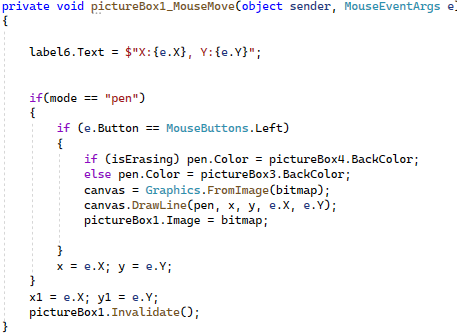 private void pictureBox1_MouseMove(object sender, MouseEventArgs e)
{
label6.Text = $"X:{e.X}, Y:{e.Y}";
if(mode == "pen")
{
if (e.Button == MouseButtons.Left)
{
if (isErasing) pen.Color = pictureBox4.BackColor;
else pen.Color = pictureBox3.BackColor;
canvas = Graphics.FromImage(bitmap);
canvas.DrawLine(pen, x, y, e.X, e.Y);
pictureBox1.Image = bitmap;
}
x = e.X; y = e.Y;
}
x1 = e.X; y1 = e.Y;
pictureBox1.Invalidate();
}